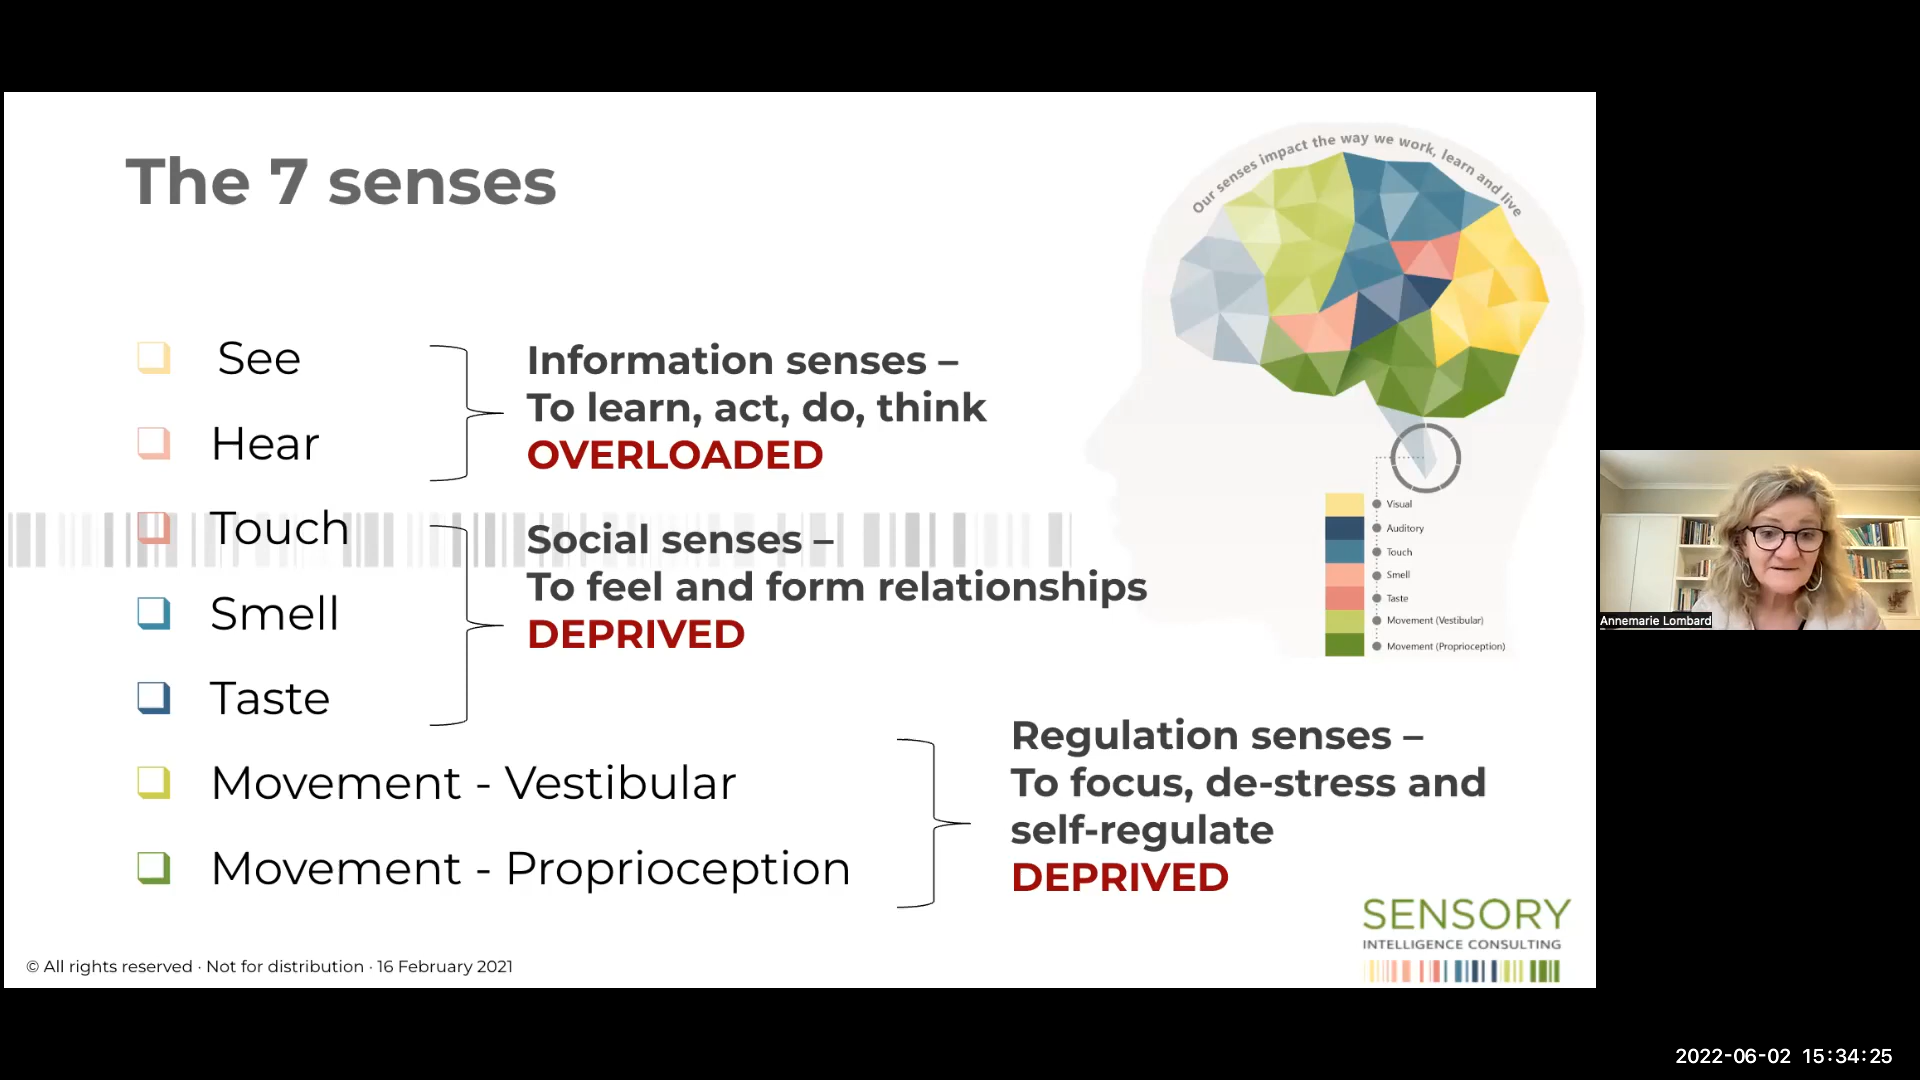 The 7 senses
See
Hear
Touch
Smell
Taste
Movement - Vestibular
Movement - Proprioception
Information senses –
To learn, act, do, think
OVERLOADED
Social senses –
To feel and form relationships
DEPRIVED
Regulation senses –
To focus, de-stress and
self-regulate
DEPRIVED
Our senses impact the way we work, learn and live
Visual
Auditory
Touch
Smell
Taste
Movement (Vestibular)
Movement (Proprioception)
SENSORY
INTELLIGENCE CONSULTING
© All rights reserved · Not for distribution · 16 February 2021
Annemarie Lombard
2022-06-02 15:34:25